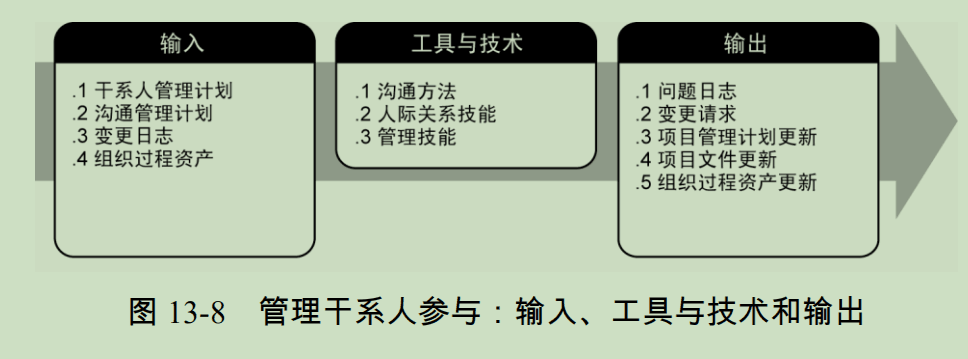 输入
.1 干系人管理计划
.2 沟通管理计划
.3 变更日志
.4 组织过程资产
工具与技术
.1 沟通方法
.2 人际关系技能
.3 管理技能
输出
.1 问题日志
.2 变更请求
.3 项目管理计划更新
.4 项目文件更新
.5 组织过程资产更新
图 13-8 管理干系人参与：输入、工具与技术和输出